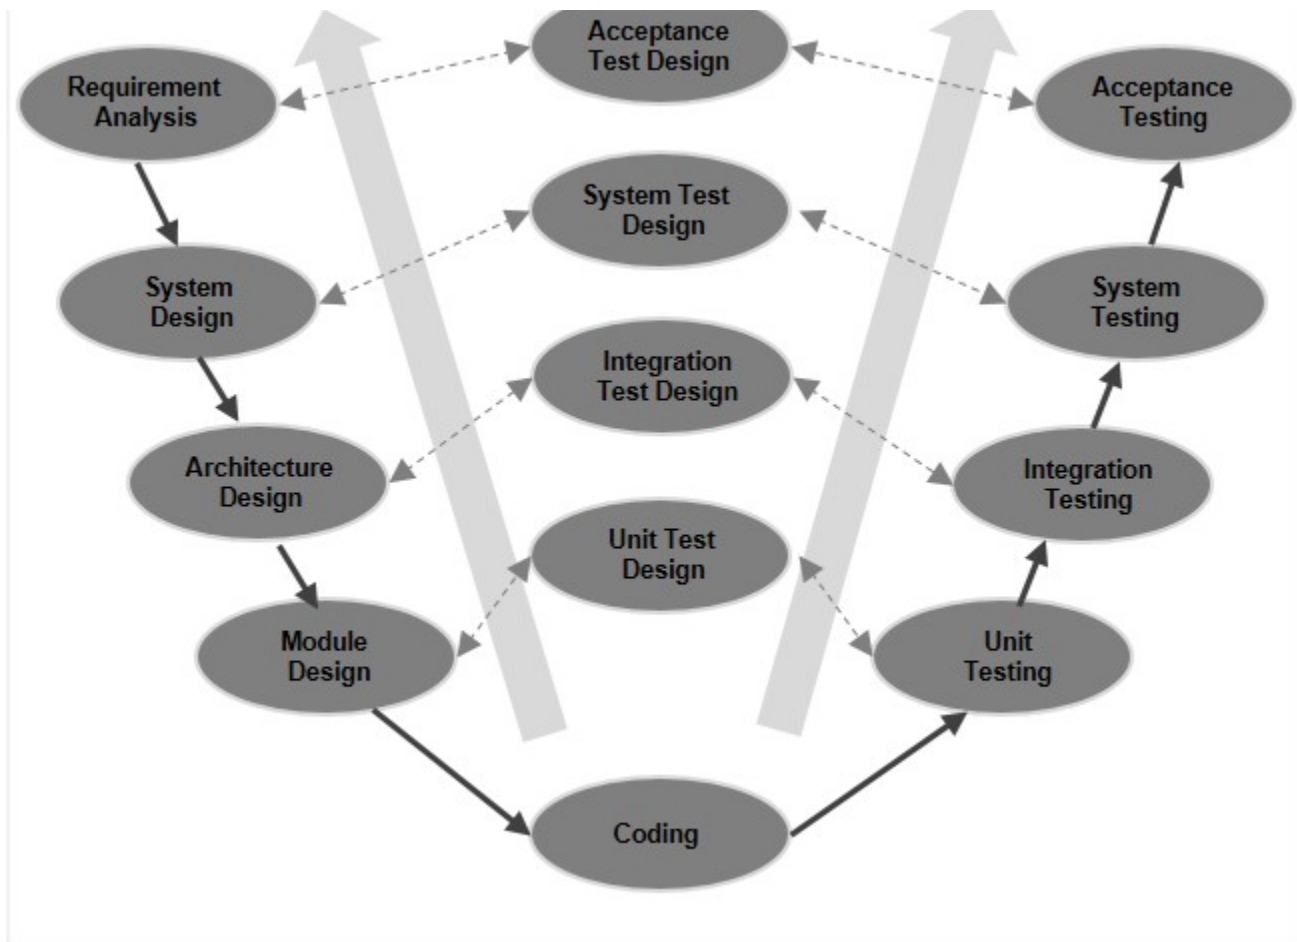 Acceptance
Test Design
Requirement
Analysis
Acceptance
Testing
System Test
Design
System
Design
System
Testing
Integration
Test Design
Architecture
Design
Integration
Testing
Unit Test
Design
Module
Design
Unit
Testing
Coding